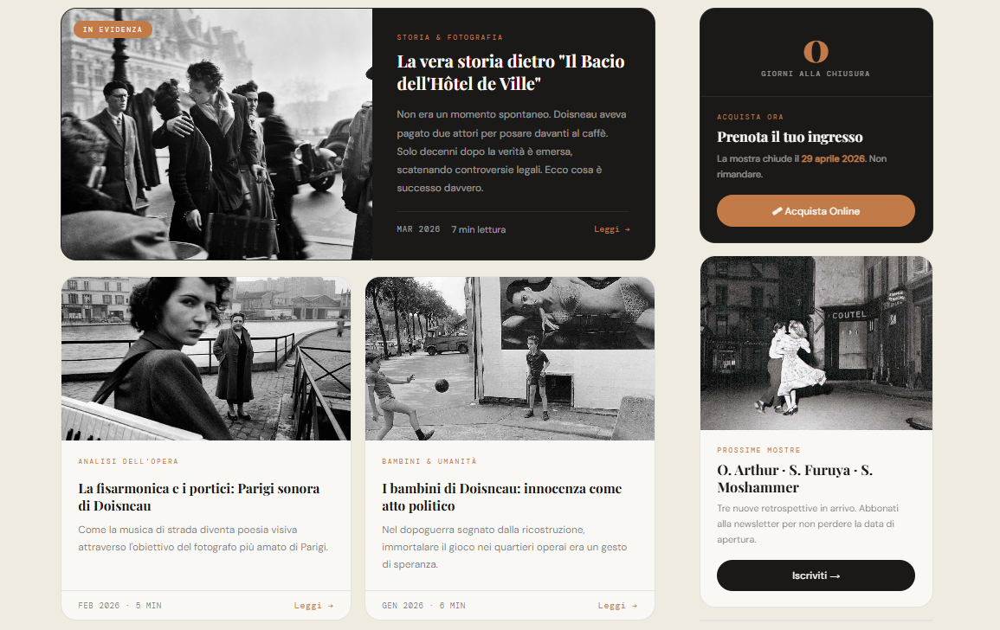 IN EVIDENZA
STORIA & FOTOGRAFIA
La vera storia dietro "Il Bacio
dell'Hôtel de Ville"
Non era un momento spontaneo. Doisneau aveva
pagato due attori per posare davanti al caffè.
Solo decenni dopo la verità è emersa,
scatenando controversie legali. Ecco cosa è
successo davvero.
MAR 2026 7 min lettura Leggi →
ANALISI DELL'OPERA
La fisarmonica e i portici: Parigi sonora
di Doisneau
Come la musica di strada diventa poesia visiva
attraverso l'obiettivo del fotografo più amato di Parigi.
FEB 2026 · 5 MIN Leggi →
BAMBINI & UMANITÀ
I bambini di Doisneau: innocenza come
atto politico
Nel dopoguerra segnato dalla ricostruzione,
immortalare il gioco nei quartieri operai era un gesto
di speranza.
GEN 2026 · 6 MIN Leggi →
0
GIORNI ALLA CHIUSURA
ACQUISTA ORA
Prenota il tuo ingresso
La mostra chiude il 29 aprile 2026. Non
rimandare.
Acquista Online
COUTEL
PROSSIME MOSTRE
O. Arthur · S. Furuya · S.
Moshammer
Tre nuove retrospettive in arrivo. Abbonati
alla newsletter per non perdere la data di
apertura.
Iscriviti →